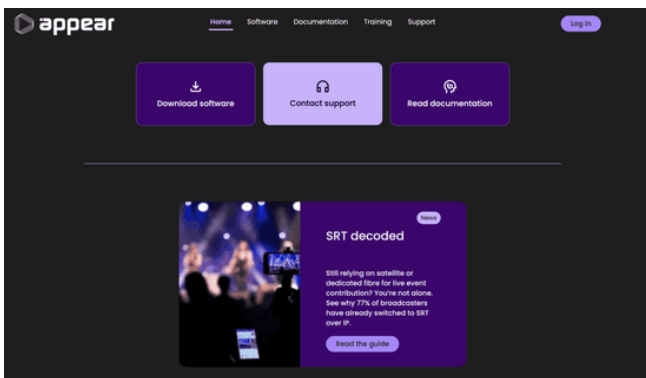 appear
Home Software Documentation Training Support Log in
Download software
Contact support
Read documentation
News
SRT decoded
Still relying on satellite or
dedicated fibre for live event
contribution? You're not alone.
See why 77% of broadcasters
have already switched to SRT
over IP.
Read the guide